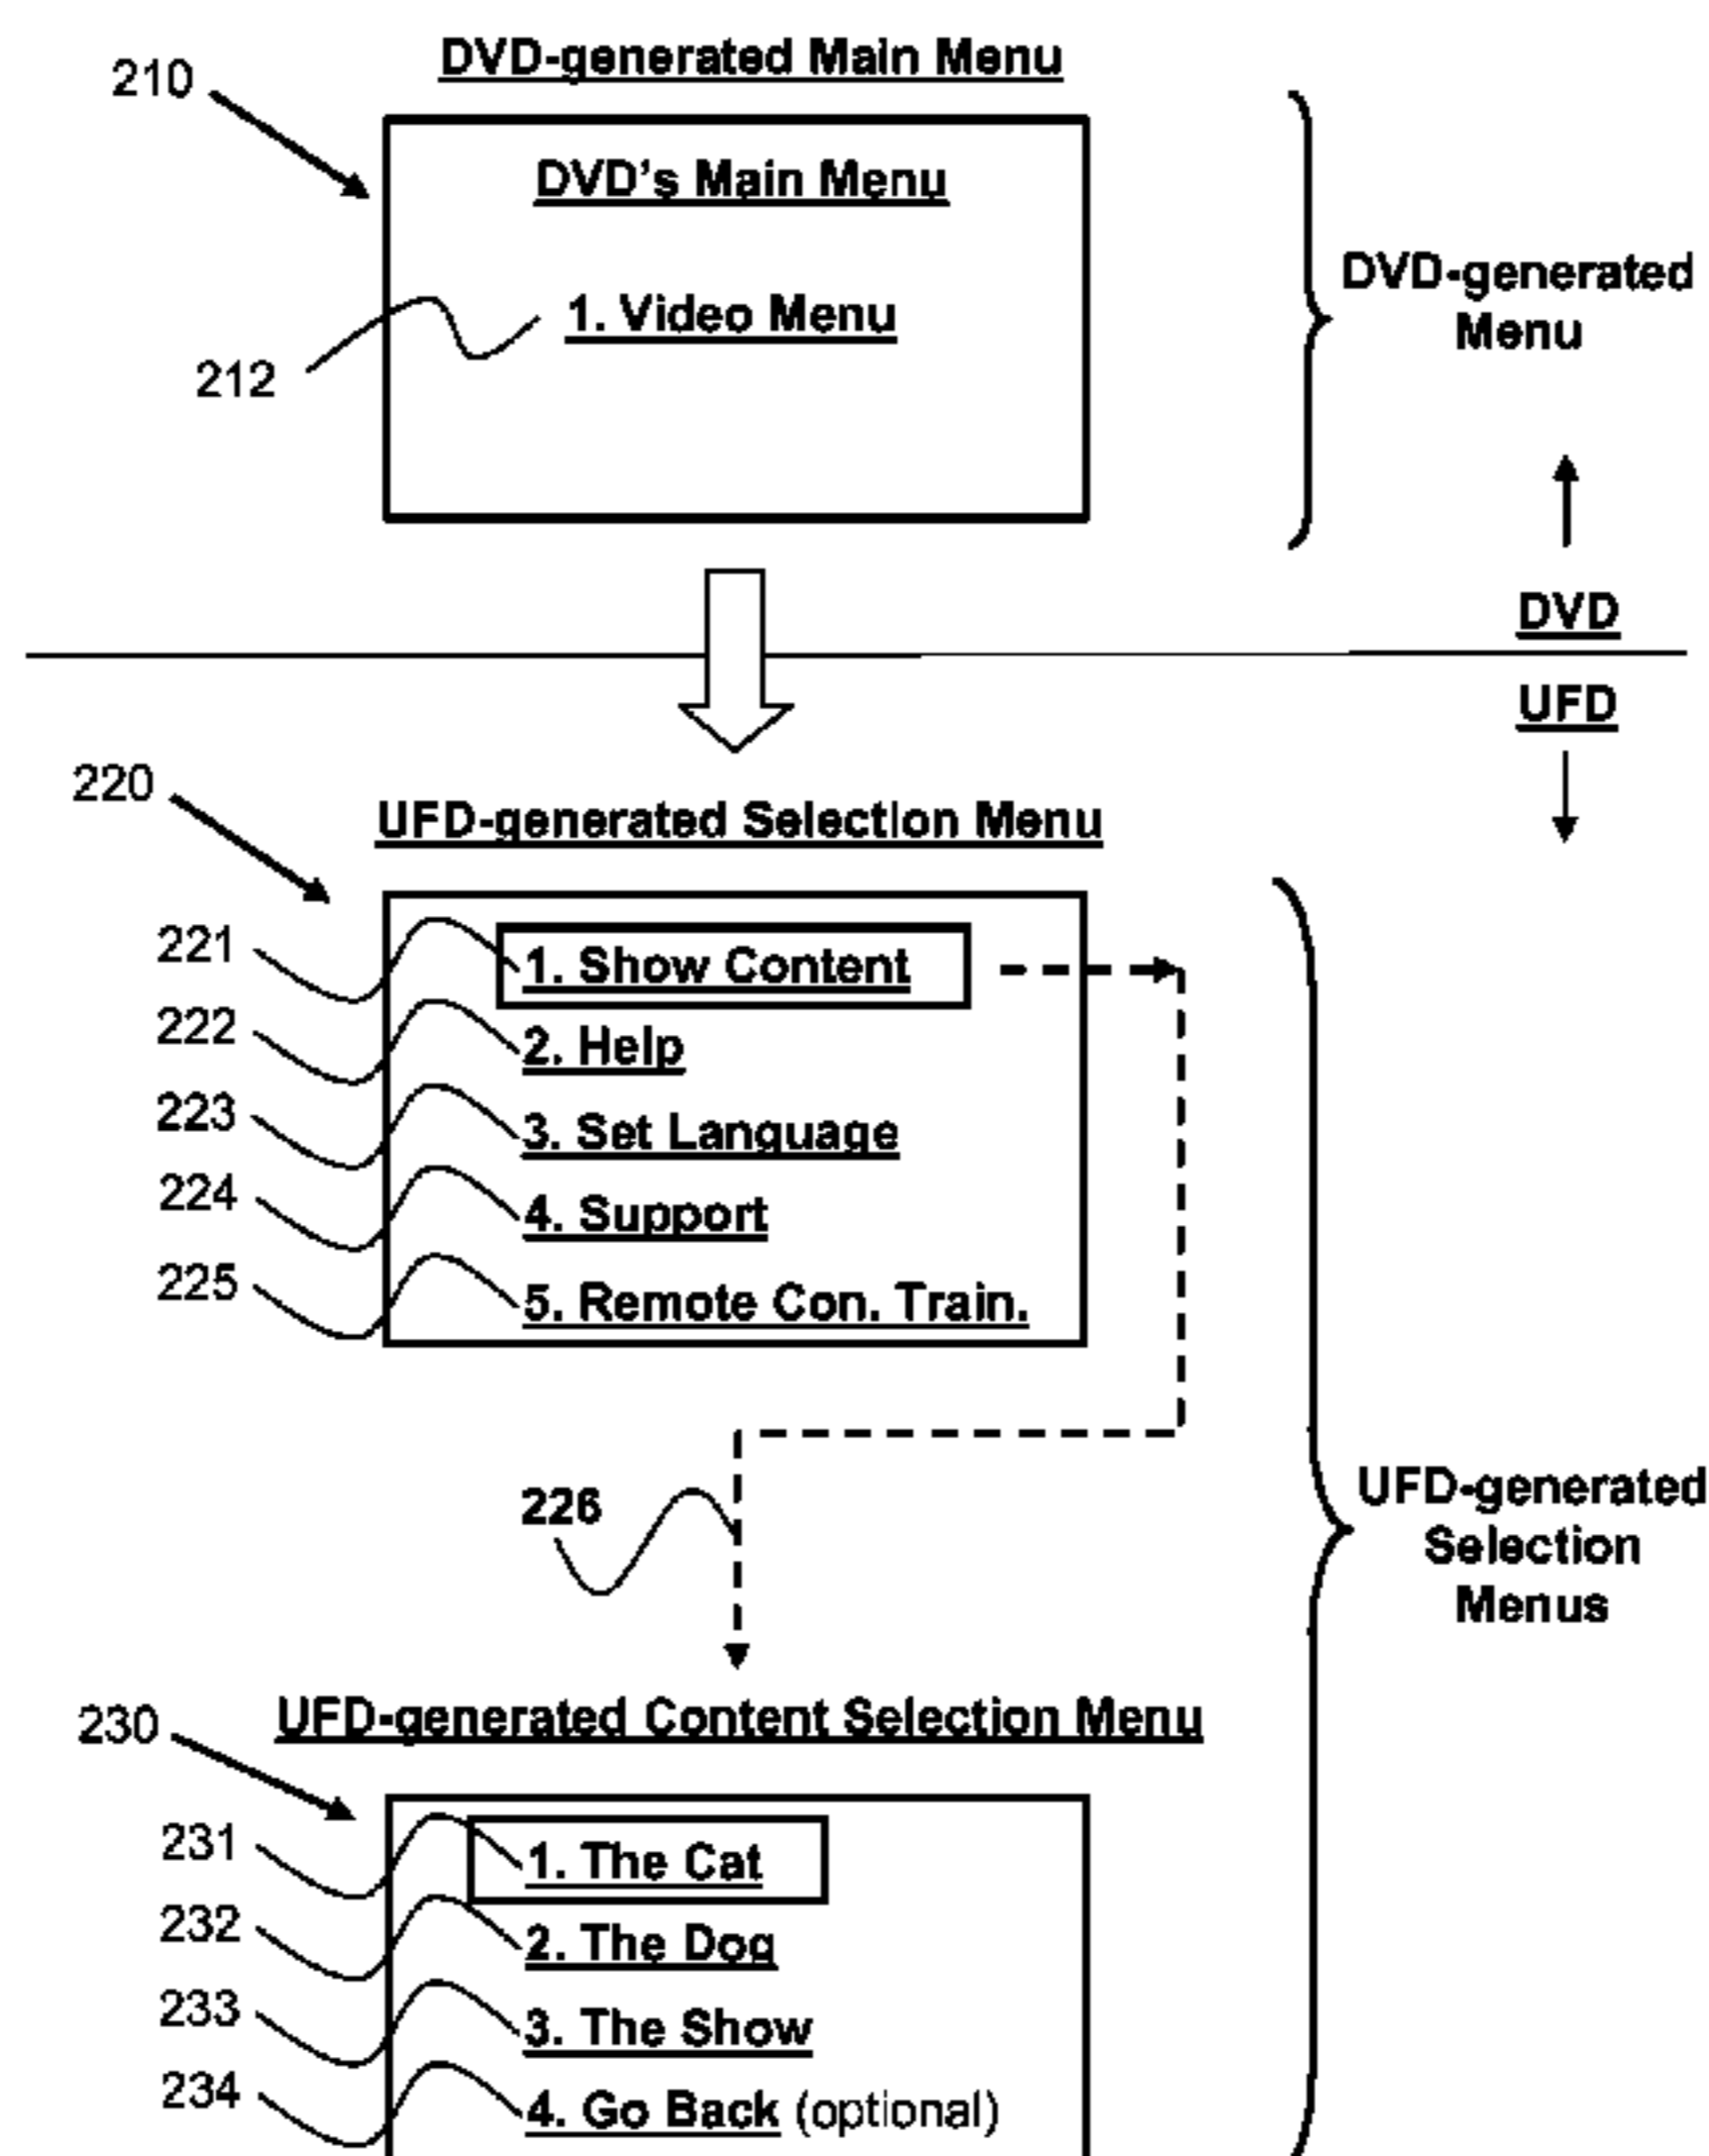 DVD-generated Main Menu
210
DVD's Main Menu
1. Video Menu
212
DVD-generated
Menu
DVD
UFD
220
UFD-generated Selection Menu
221
1. Show Content
222
2. Help
223
3. Set Language
224
4. Support
225
5. Remote Con. Train.
226
UFD-generated
Selection
Menus
230
UFD-generated Content Selection Menu
231
1. The Cat
232
2. The Dog
233
3. The Show
234
4. Go Back (optional)